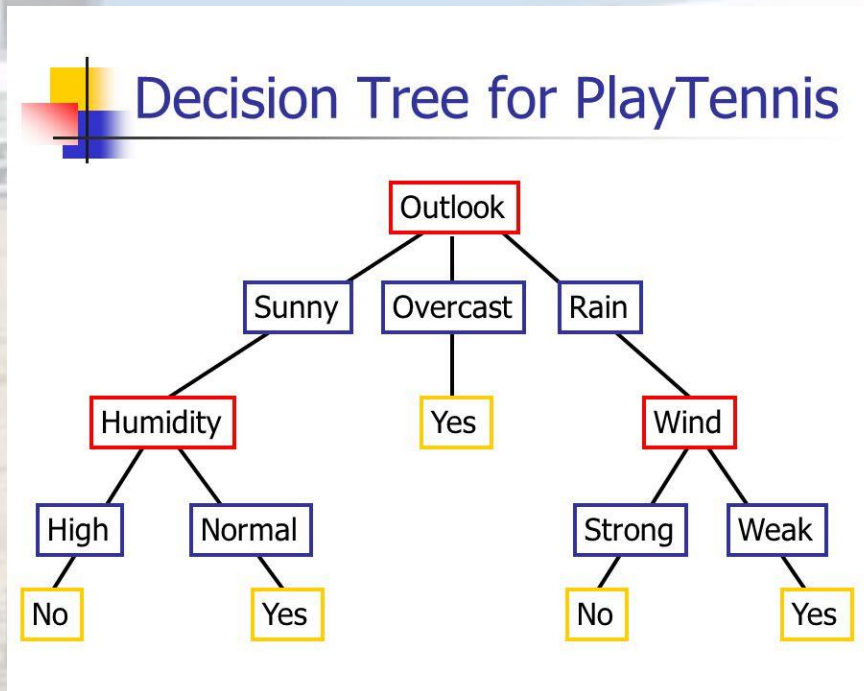 Decision Tree for PlayTennis
Outlook
Sunny Overcast Rain
Humidity Yes Wind
High Normal Strong Weak
No Yes No Yes